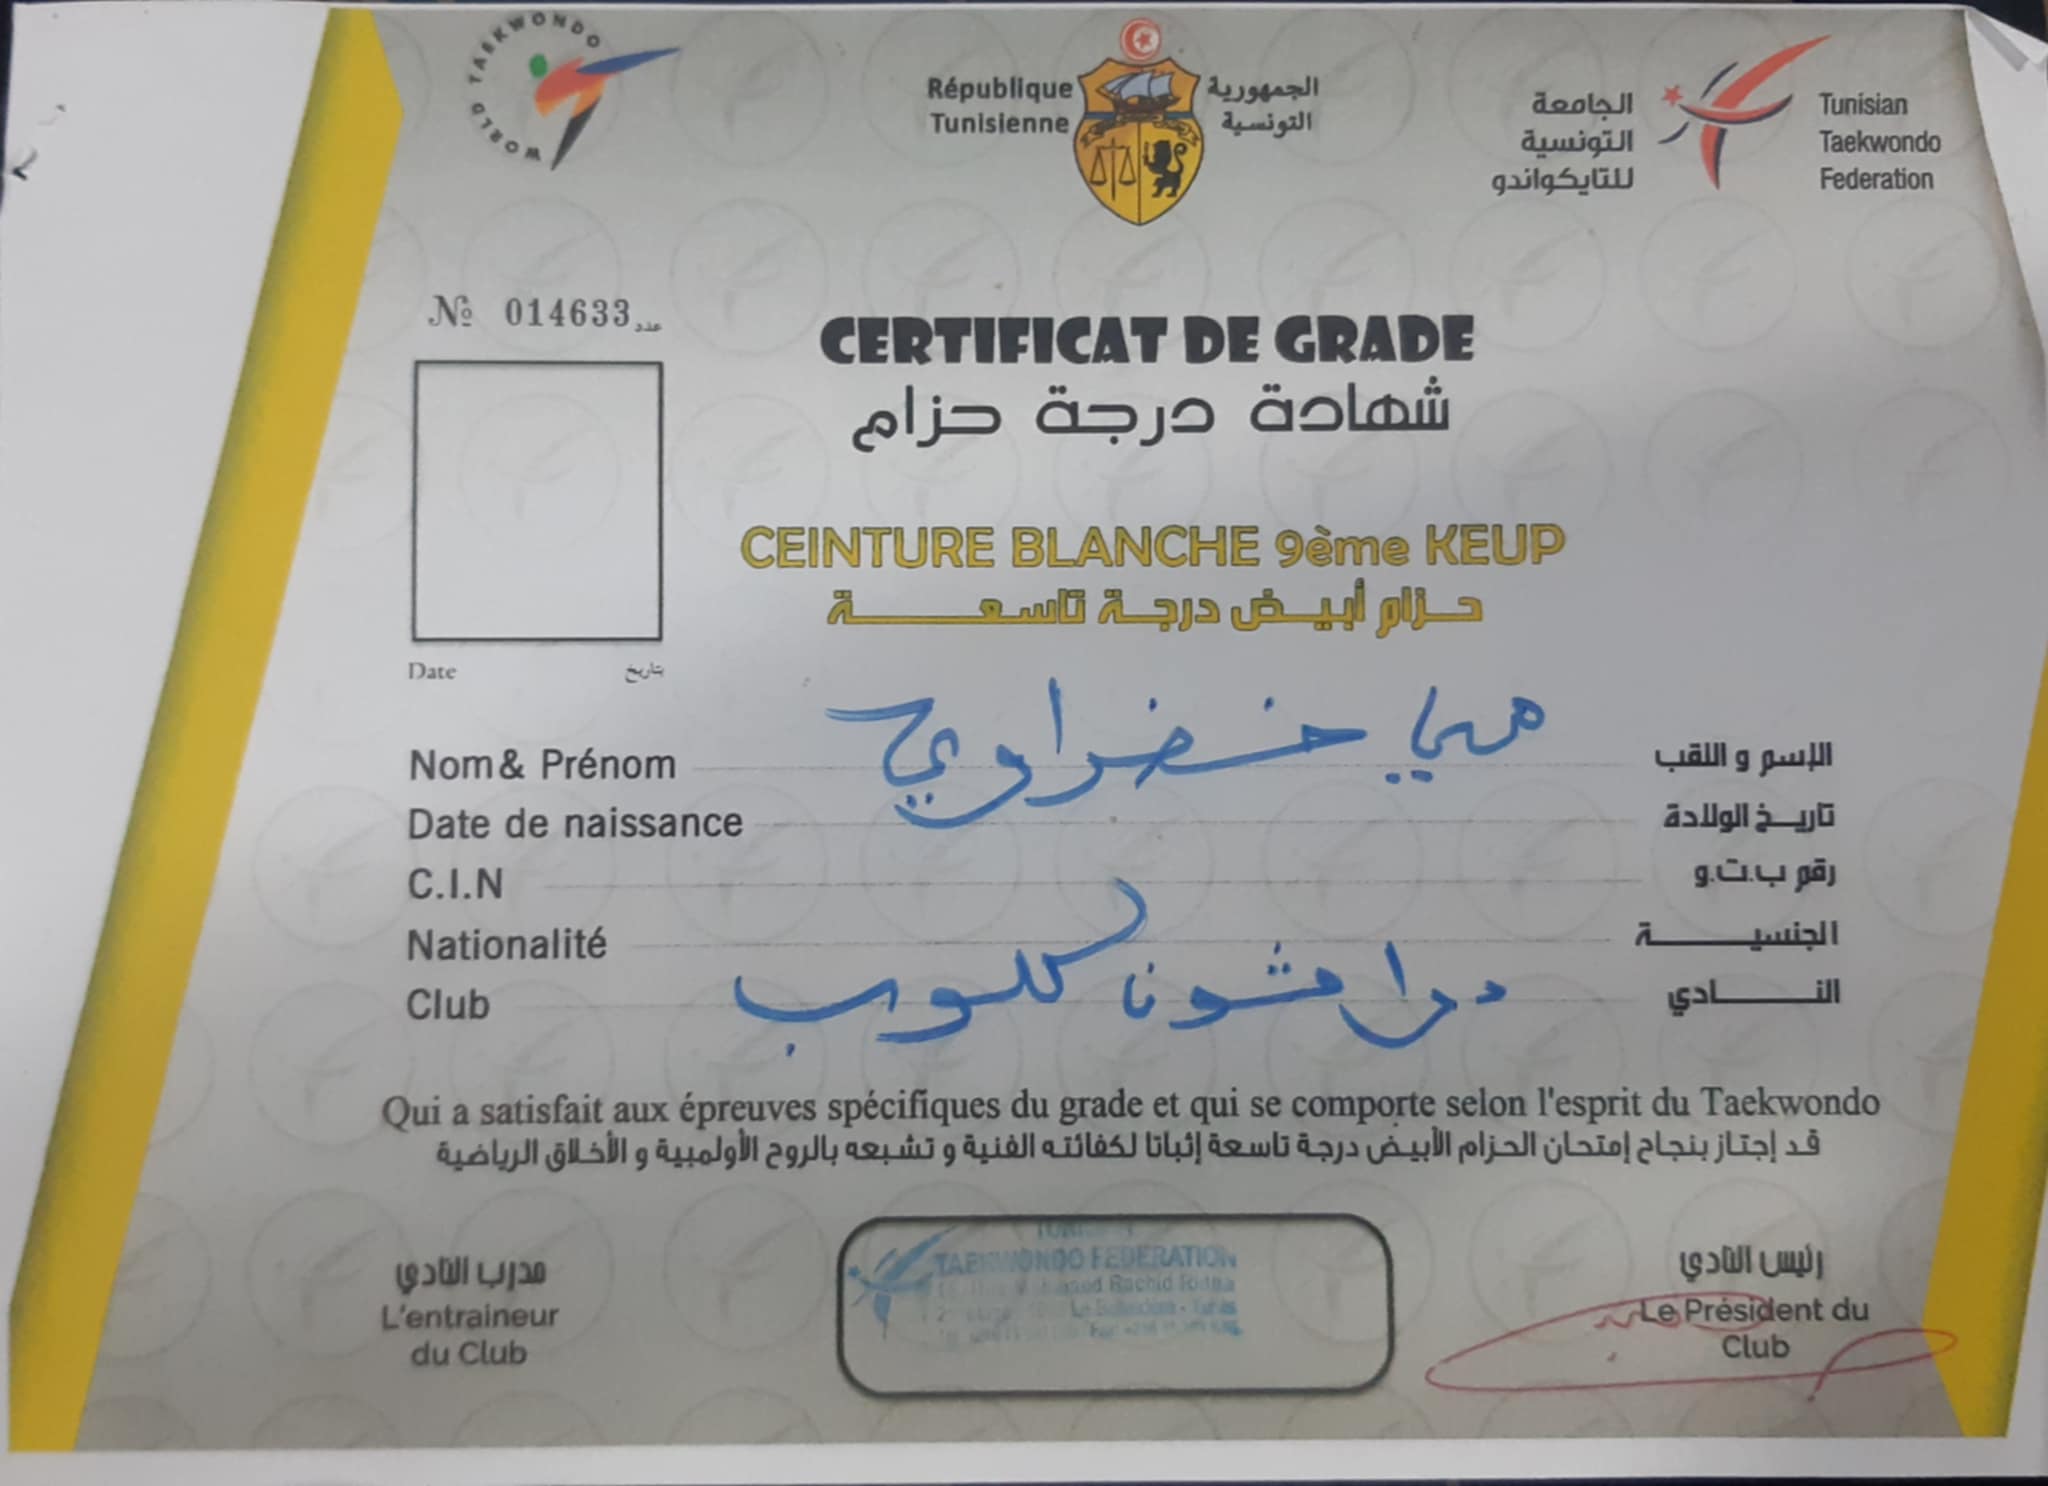 WORLD TAEKWONDO
République
Tunisienne
الجمهورية
التونسية
الجامعة
التونسية
للتايكواندو
Tunisian
Taekwondo
Federation
№ 014633 عدد
CERTIFICAT DE GRADE
شهادة درجة حزام
CEINTURE BLANCHE 9ème KEUP
حزام أبيض درجة تاسعة
Date بتاريخ
Nom& Prénom مي خضراوي الإسم و اللقب
Date de naissance تاريخ الولادة
C.I.N رقم ب.ت.و
Nationalité الجنسية
Club كلوب النادي
Qui a satisfait aux épreuves spécifiques du grade et qui se comporte selon l'esprit du Taekwondo
قد إجتاز بنجاح إمتحان الحزام الأبيض درجة تاسعة إثباتا لكفائته الفنية و تشبعه بالروح الأولمبية و الأخلاق الرياضية
مدرب النادي
L'entraineur
du Club
TAEKWONDO FEDERATION
رئيس النادي
Le Président du
Club